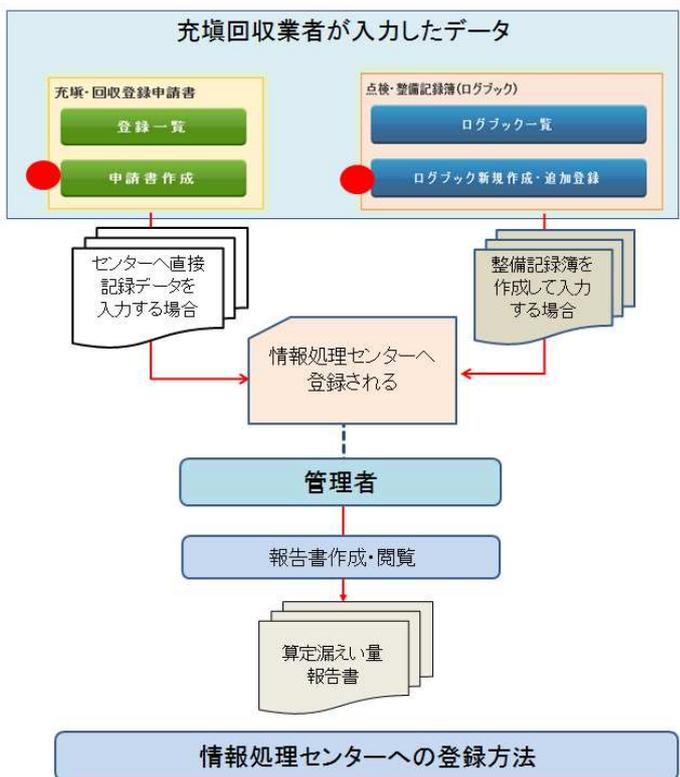 充塡回収業者が入力したデータ
充塡・回収登録申請書
登録一覧
申請書作成
点検・整備記録簿(ログブック)
ログブック一覧
ログブック新規作成・追加登録
センターへ直接
記録データを
入力する場合
整備記録簿を
作成して入力
する場合
情報処理センターへ
登録される
管理者
報告書作成・閲覧
算定漏えい量
報告書
情報処理センターへの登録方法